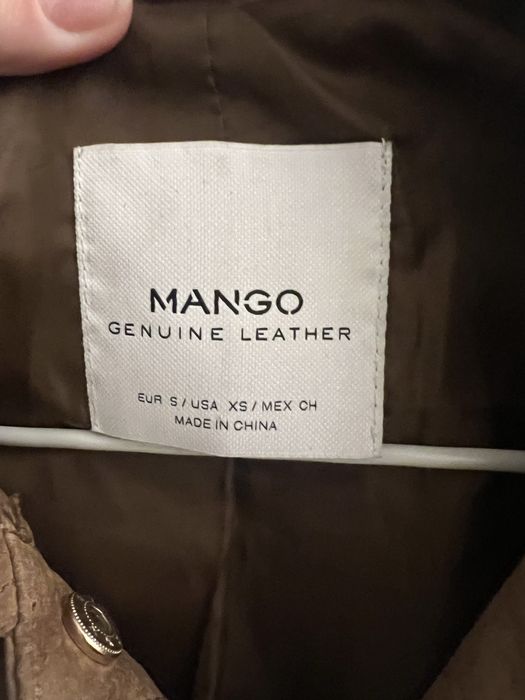 MANGO
GENUINE LEATHER
EUR S / USA XS / MEX CH
MADE IN CHINA